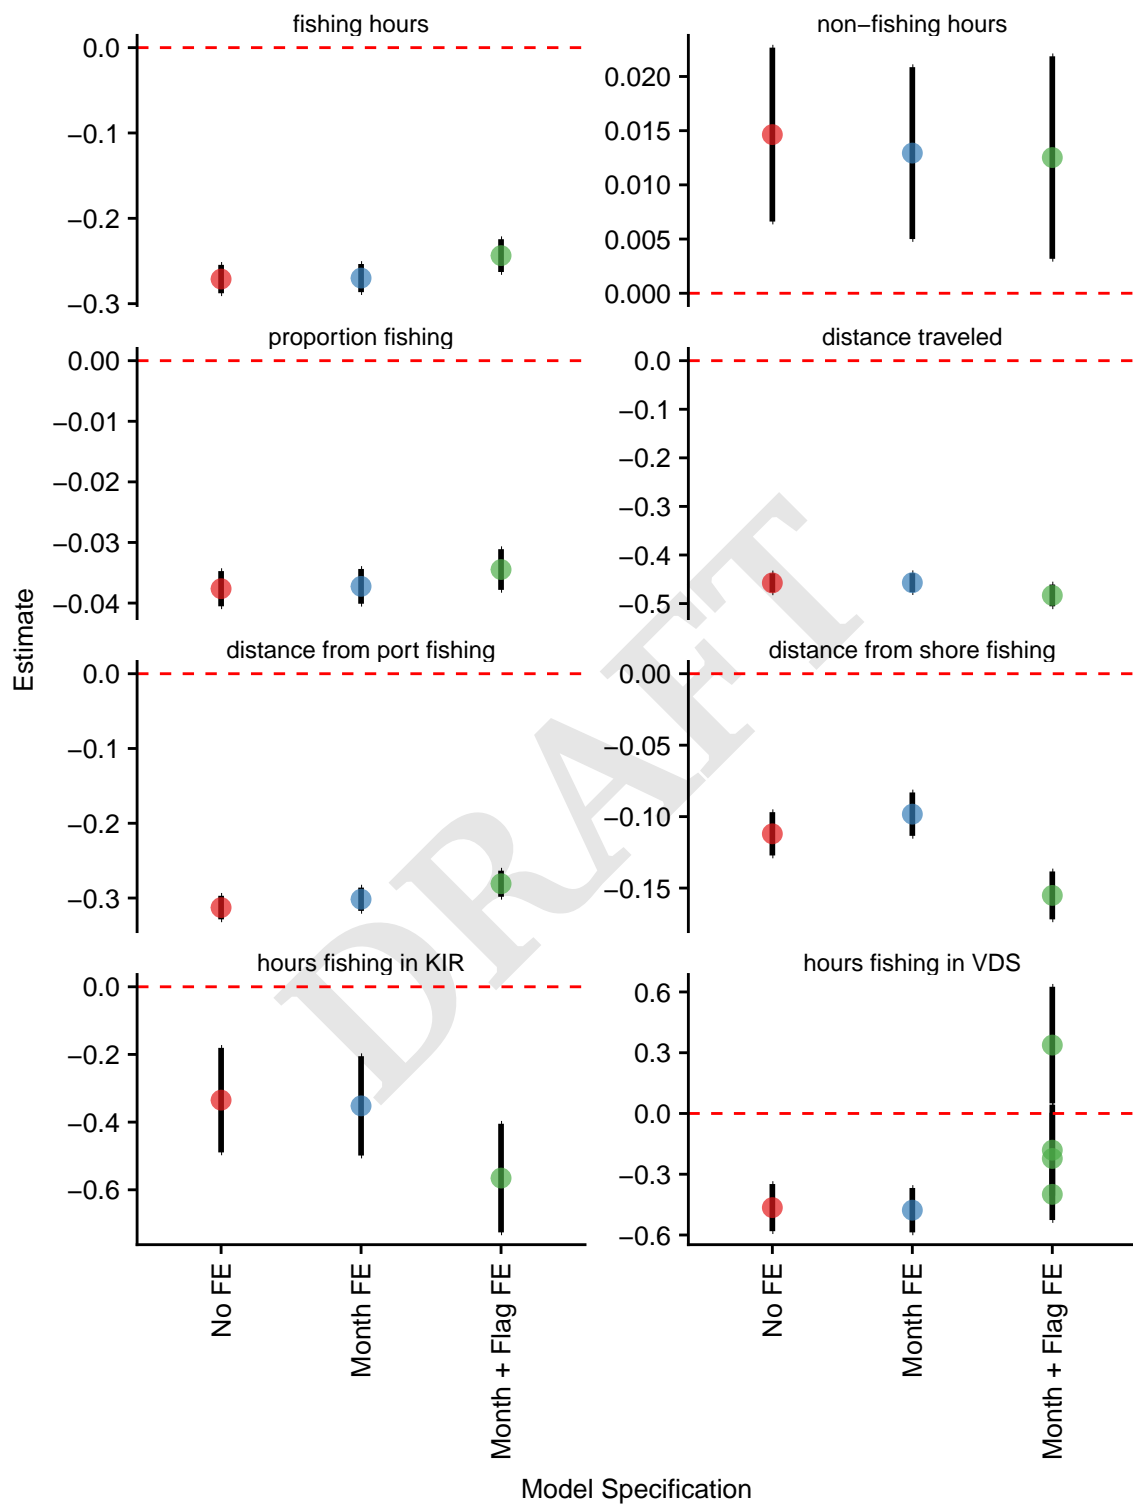 fishing hours
0.0
−0.1
−0.2
−0.3
non−fishing hours
0.020
0.015
0.010
0.005
0.000
proportion fishing
0.00
−0.01
−0.02
−0.03
−0.04
distance traveled
0.0
−0.1
−0.2
−0.3
−0.4
−0.5
distance from port fishing
0.0
−0.1
−0.2
−0.3
distance from shore fishing
0.00
−0.05
−0.10
−0.15
hours fishing in KIR
0.0
−0.2
−0.4
−0.6
hours fishing in VDS
0.6
0.3
0.0
−0.3
−0.6
No FE
Month FE
Month + Flag FE
No FE
Month FE
Month + Flag FE
Estimate
Model Specification
DRAFT